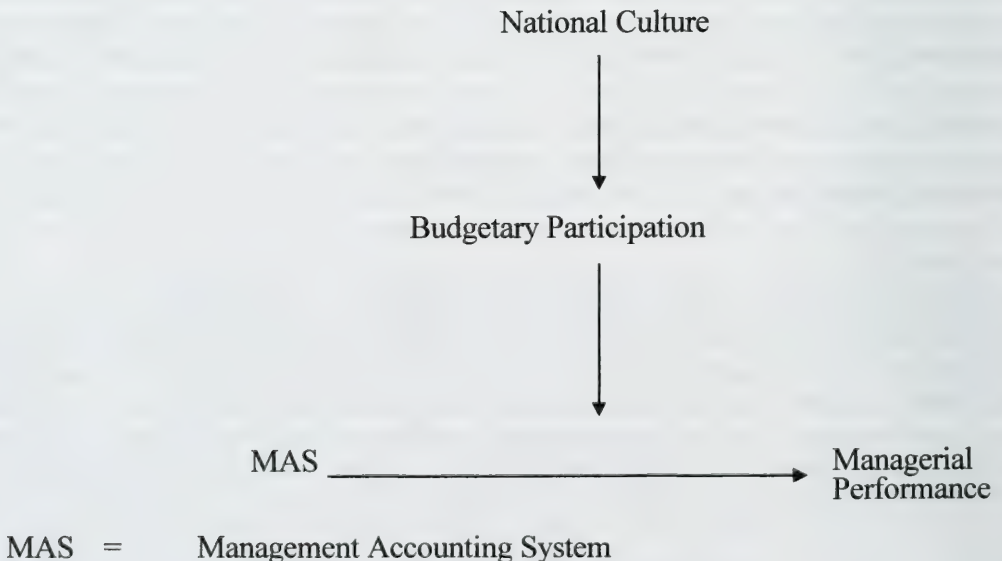 National Culture
Budgetary Participation
MAS
Managerial
Performance
MAS = Management Accounting System